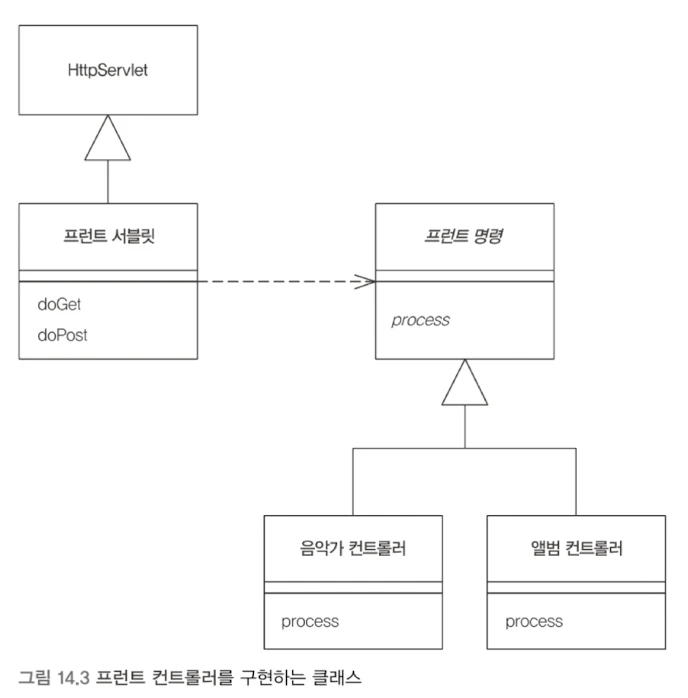 HttpServlet
프런트 서블릿
doGet
doPost
프런트 명령
process
음악가 컨트롤러
process
앨범 컨트롤러
process
그림 14.3 프런트 컨트롤러를 구현하는 클래스